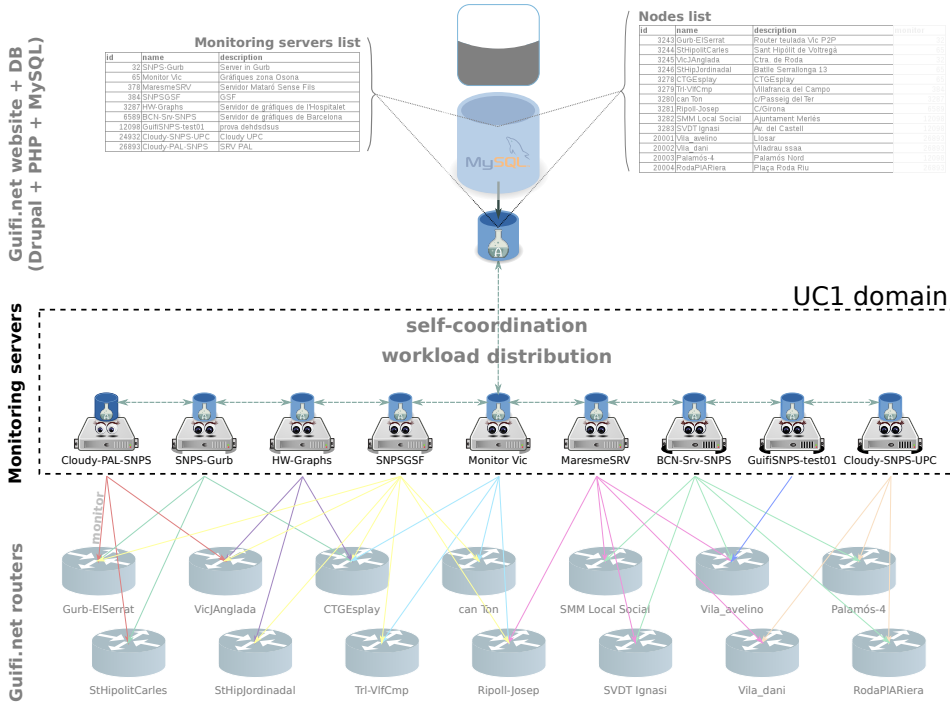 Guifi.net website + DB
(Drupal + PHP + MySQL)
Monitoring servers list
id name description
32 SNPS-Gurb Server in Gurb
65 Monitor Vic Gràfiques zona Osona
378 MaresmeSRV Servidor Mataró Sense Fils
384 SNPSGSF GSF
3287 HW-Graphs Servidor de gràfiques de l'Hospitalet
6589 BCN-Srv-SNPS Servidor de gràfiques de Barcelona
12098 GuifiSNPS-test01 prova dehdsdsus
24932 Cloudy-SNPS-UPC Cloudy UPC
26893 Cloudy-PAL-SNPS SRV PAL
MySQL
A
Nodes list
id name description monitor
3243 Gurb-ElSerrat Router teulada Vic P2P
3244 StHipolitCarles Sant Hipòlit de Voltregà
3245 VicJAnglada Ctra. de Roda
3246 StHipJordinadal Batlle Serrallonga 13
3278 CTGEsplay CTGEsplay
3279 Trl-VlfCmp Villafranca del Campo
3280 can Ton c/Passeig del Ter
3281 Ripoll-Josep C/Girona
3282 SMM Local Social Ajuntament Meriès
3283 SVDT Ignasi Av. del Castell
20001 Vila_avelino Llosar
20002 Vila_dani Viladrau ssaa
20003 Palamós-4 Palamós Nord
20004 RodaPlARiera Plaça Roda Riu
UC1 domain
Monitoring servers
self-coordination
workload distribution
Cloudy-PAL-SNPS
SNPS-Gurb
HW-Graphs
SNPSGSF
Monitor Vic
MaresmeSRV
BCN-Srv-SNPS
GuifiSNPS-test01
Cloudy-SNPS-UPC
monitor
Guifi.net routers
Gurb-ElSerrat
VicJAnglada
CTGEsplay
can Ton
SMM Local Social
Vila_avelino
Palamós-4
StHipolitCarles
StHipJordinadal
Trl-VlfCmp
Ripoll-Josep
SVDT Ignasi
Vila_dani
RodaPlARiera